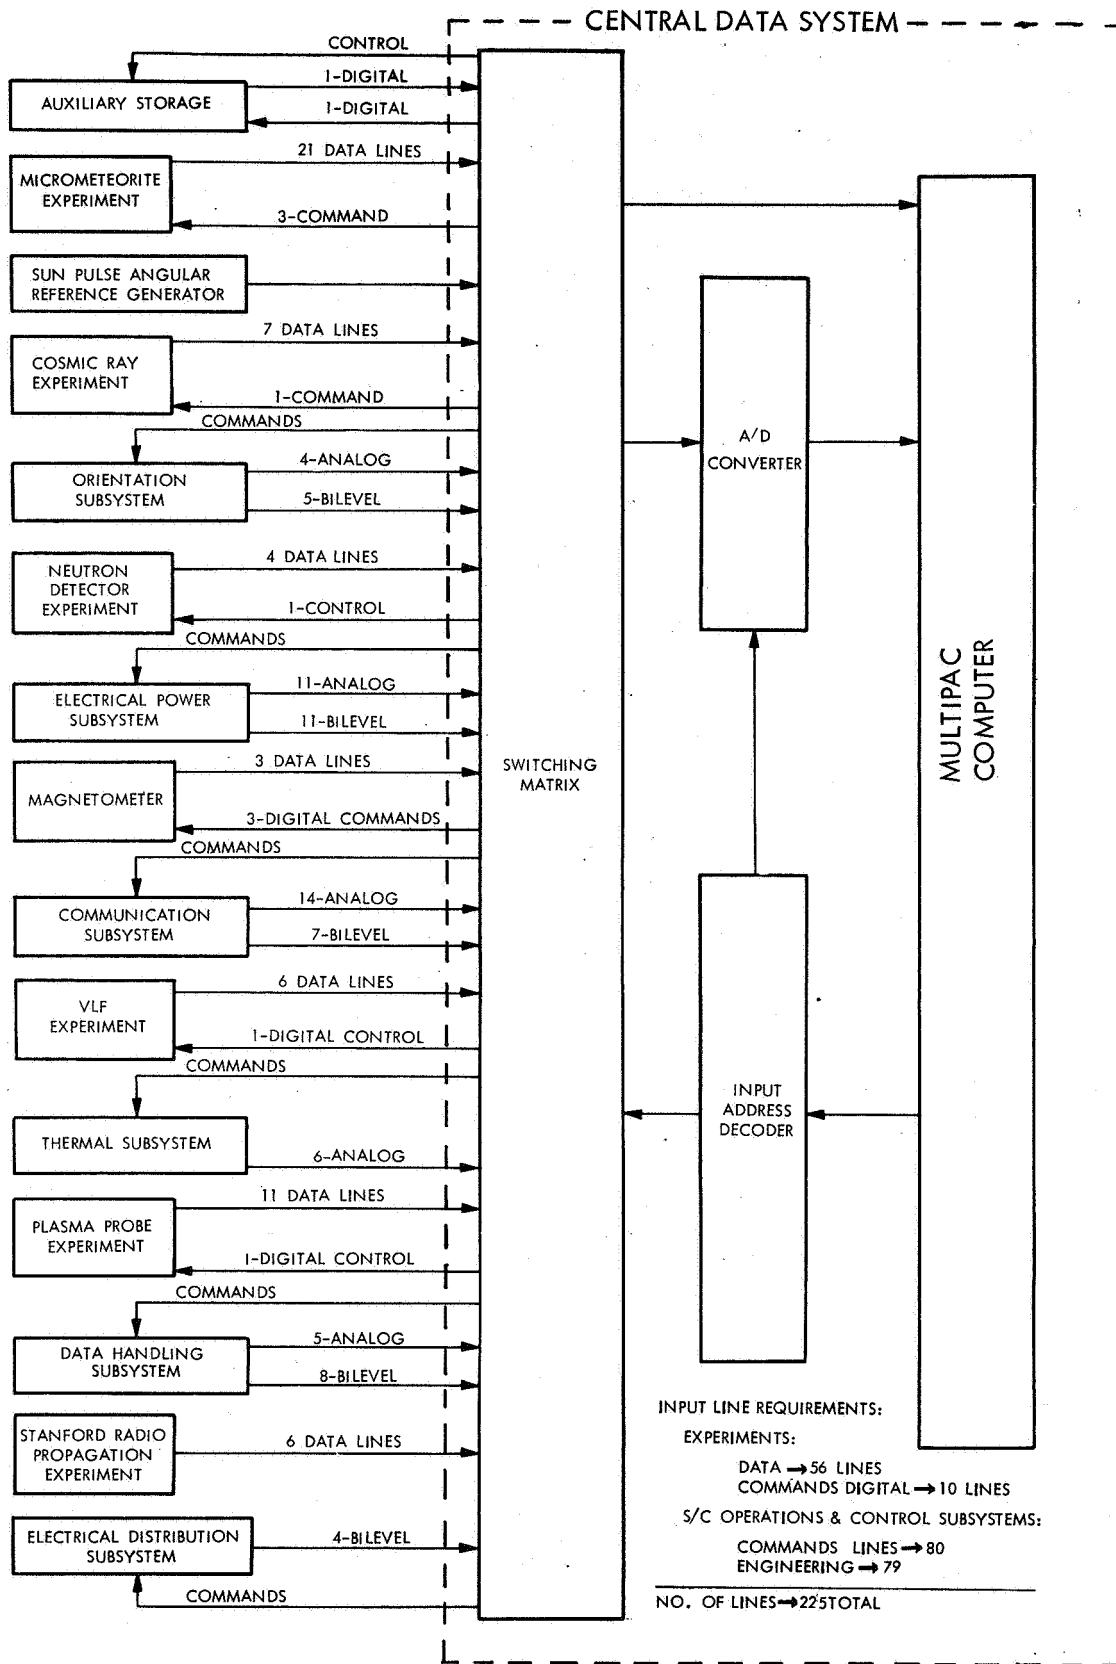 CENTRAL DATA SYSTEM
CONTROL
1-DIGITAL
AUXILIARY STORAGE
1-DIGITAL
21 DATA LINES
MICROMETEORITE
EXPERIMENT
3-COMMAND
SUN PULSE ANGULAR
REFERENCE GENERATOR
7 DATA LINES
COSMIC RAY
EXPERIMENT
1-COMMAND
COMMANDS
4-ANALOG
ORIENTATION
SUBSYSTEM
5-BILEVEL
4 DATA LINES
NEUTRON
DETECTOR
EXPERIMENT
1-CONTROL
COMMANDS
11-ANALOG
ELECTRICAL POWER
SUBSYSTEM
11-BILEVEL
3 DATA LINES
MAGNETOMETER
3-DIGITAL COMMANDS
COMMANDS
14-ANALOG
COMMUNICATION
SUBSYSTEM
7-BILEVEL
6 DATA LINES
VLF
EXPERIMENT
1-DIGITAL CONTROL
COMMANDS
THERMAL SUBSYSTEM
6-ANALOG
11 DATA LINES
PLASMA PROBE
EXPERIMENT
1-DIGITAL CONTROL
COMMANDS
5-ANALOG
DATA HANDLING
SUBSYSTEM
8-BILEVEL
STANFORD RADIO
PROPAGATION
EXPERIMENT
6 DATA LINES
ELECTRICAL DISTRIBUTION
SUBSYSTEM
4-BILEVEL
COMMANDS
SWITCHING
MATRIX
A/D
CONVERTER
INPUT
ADDRESS
DECODER
MULTIPAC
COMPUTER
INPUT LINE REQUIREMENTS:
EXPERIMENTS:
DATA → 56 LINES
COMMANDS DIGITAL → 10 LINES
S/C OPERATIONS & CONTROL SUBSYSTEMS:
COMMANDS LINES → 80
ENGINEERING → 79
NO. OF LINES → 225 TOTAL